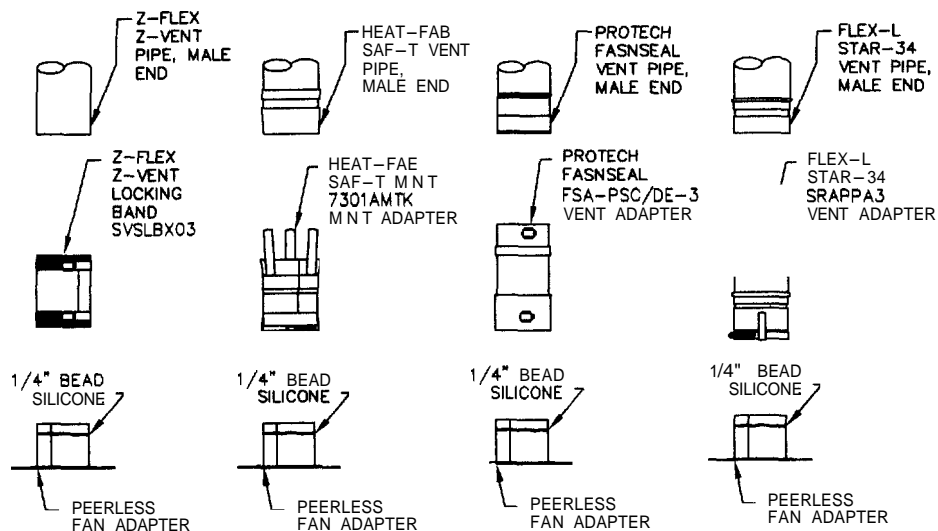 Z-FLEX
Z-VENT
PIPE, MALE
END
HEAT-FAB
SAF-T VENT
PIPE,
MALE END
PROTECH
FASNSEAL
VENT PIPE,
MALE END
FLEX-L
STAR-34
VENT PIPE,
MALE END
Z-FLEX
Z-VENT
LOCKING
BAND
SVSLBX03
HEAT-FAE
SAF-T MNT
7301AMTK
MNT ADAPTER
PROTECH
FASNSEAL
FSA-PSC/DE-3
VENT ADAPTER
FLEX-L
STAR-34
SRAPPA3
VENT ADAPTER
1/4" BEAD
SILICONE
1/4" BEAD
SILICONE
1/4" BEAD
SILICONE
1/4" BEAD
SILICONE
PEERLESS
FAN ADAPTER
PEERLESS
FAN ADAPTER
PEERLESS
FAN ADAPTER
PEERLESS
FAN ADAPTER